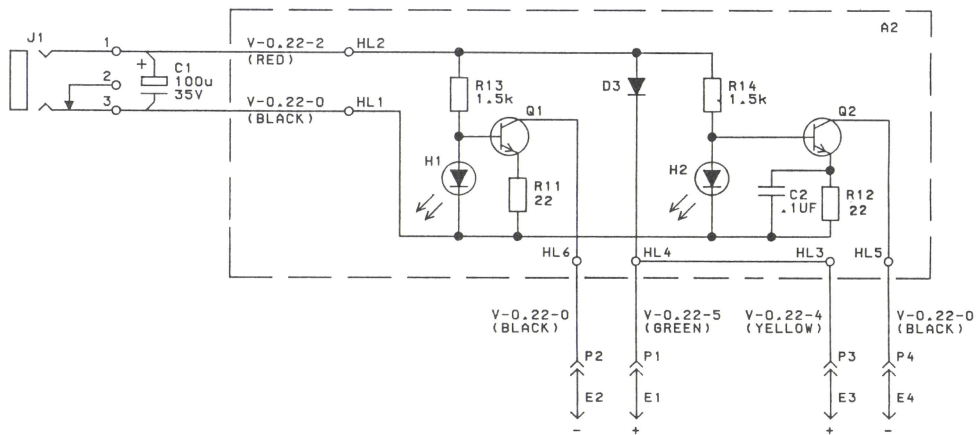 A2
J1
1
V-0.22-2
(RED)
HL2
+
C1
100u
35V
2
3
V-0.22-0
(BLACK)
HL1
R13
1.5k
Q1
D3
R14
1.5k
Q2
H1
R11
22
H2
C2
.1UF
R12
22
HL6
HL4
HL3
HL5
V-0.22-0
(BLACK)
V-0.22-5
(GREEN)
V-0.22-4
(YELLOW)
V-0.22-0
(BLACK)
P2
P1
P3
P4
E2
E1
E3
E4
-
+
+
-